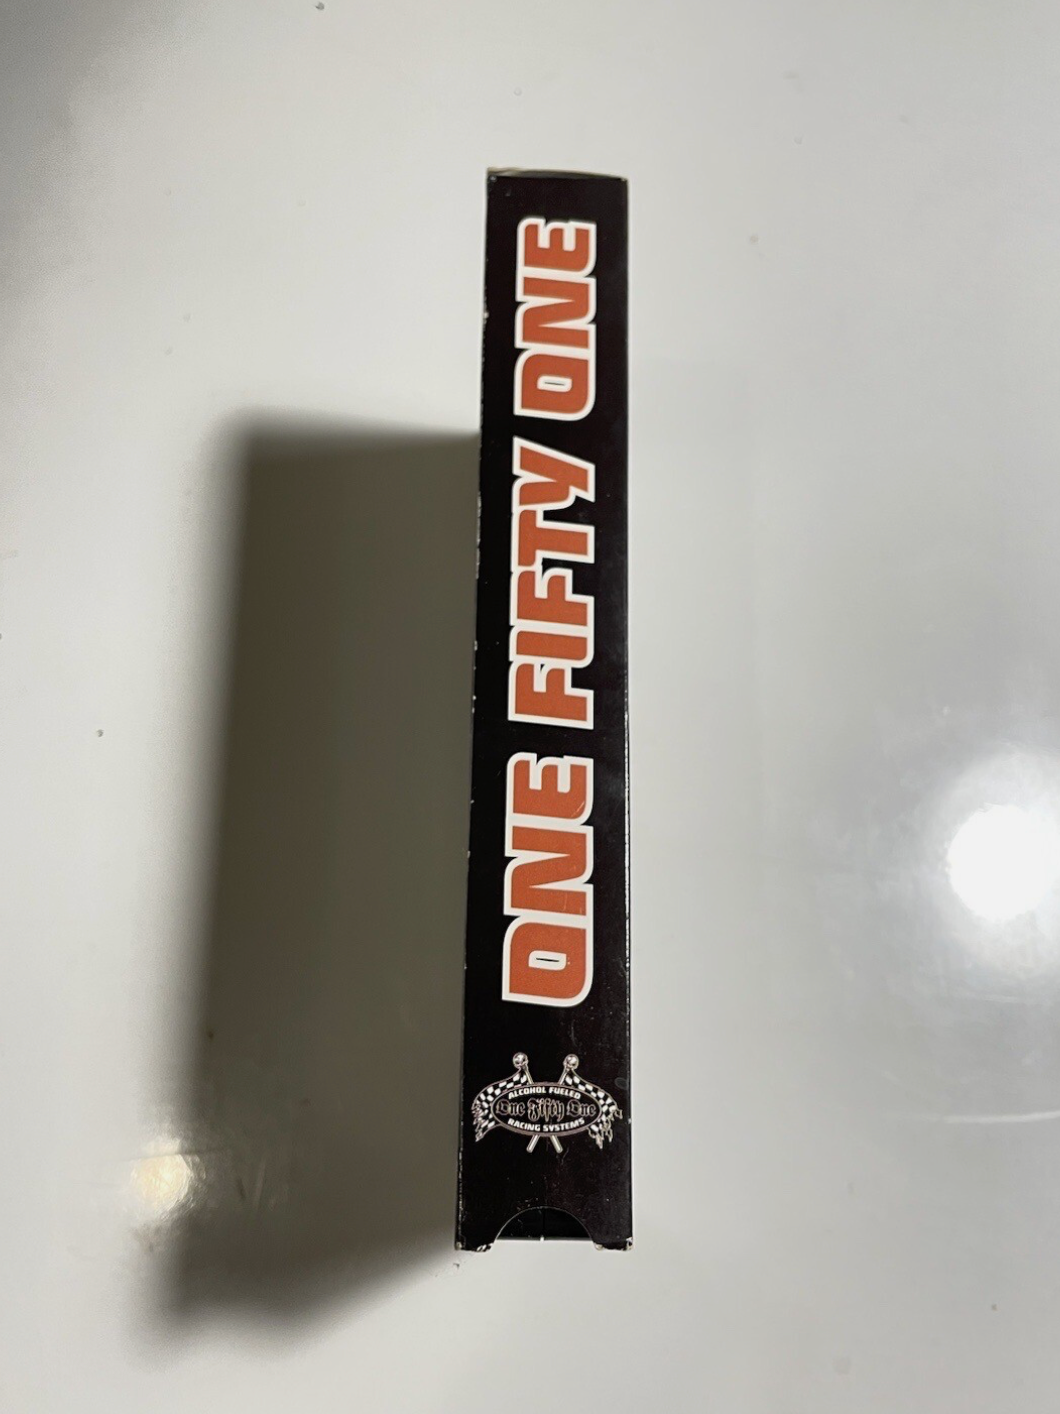 ONE FIFTY ONE
ALCOHOL FUELED
One Fifty One
RACING SYSTEMS